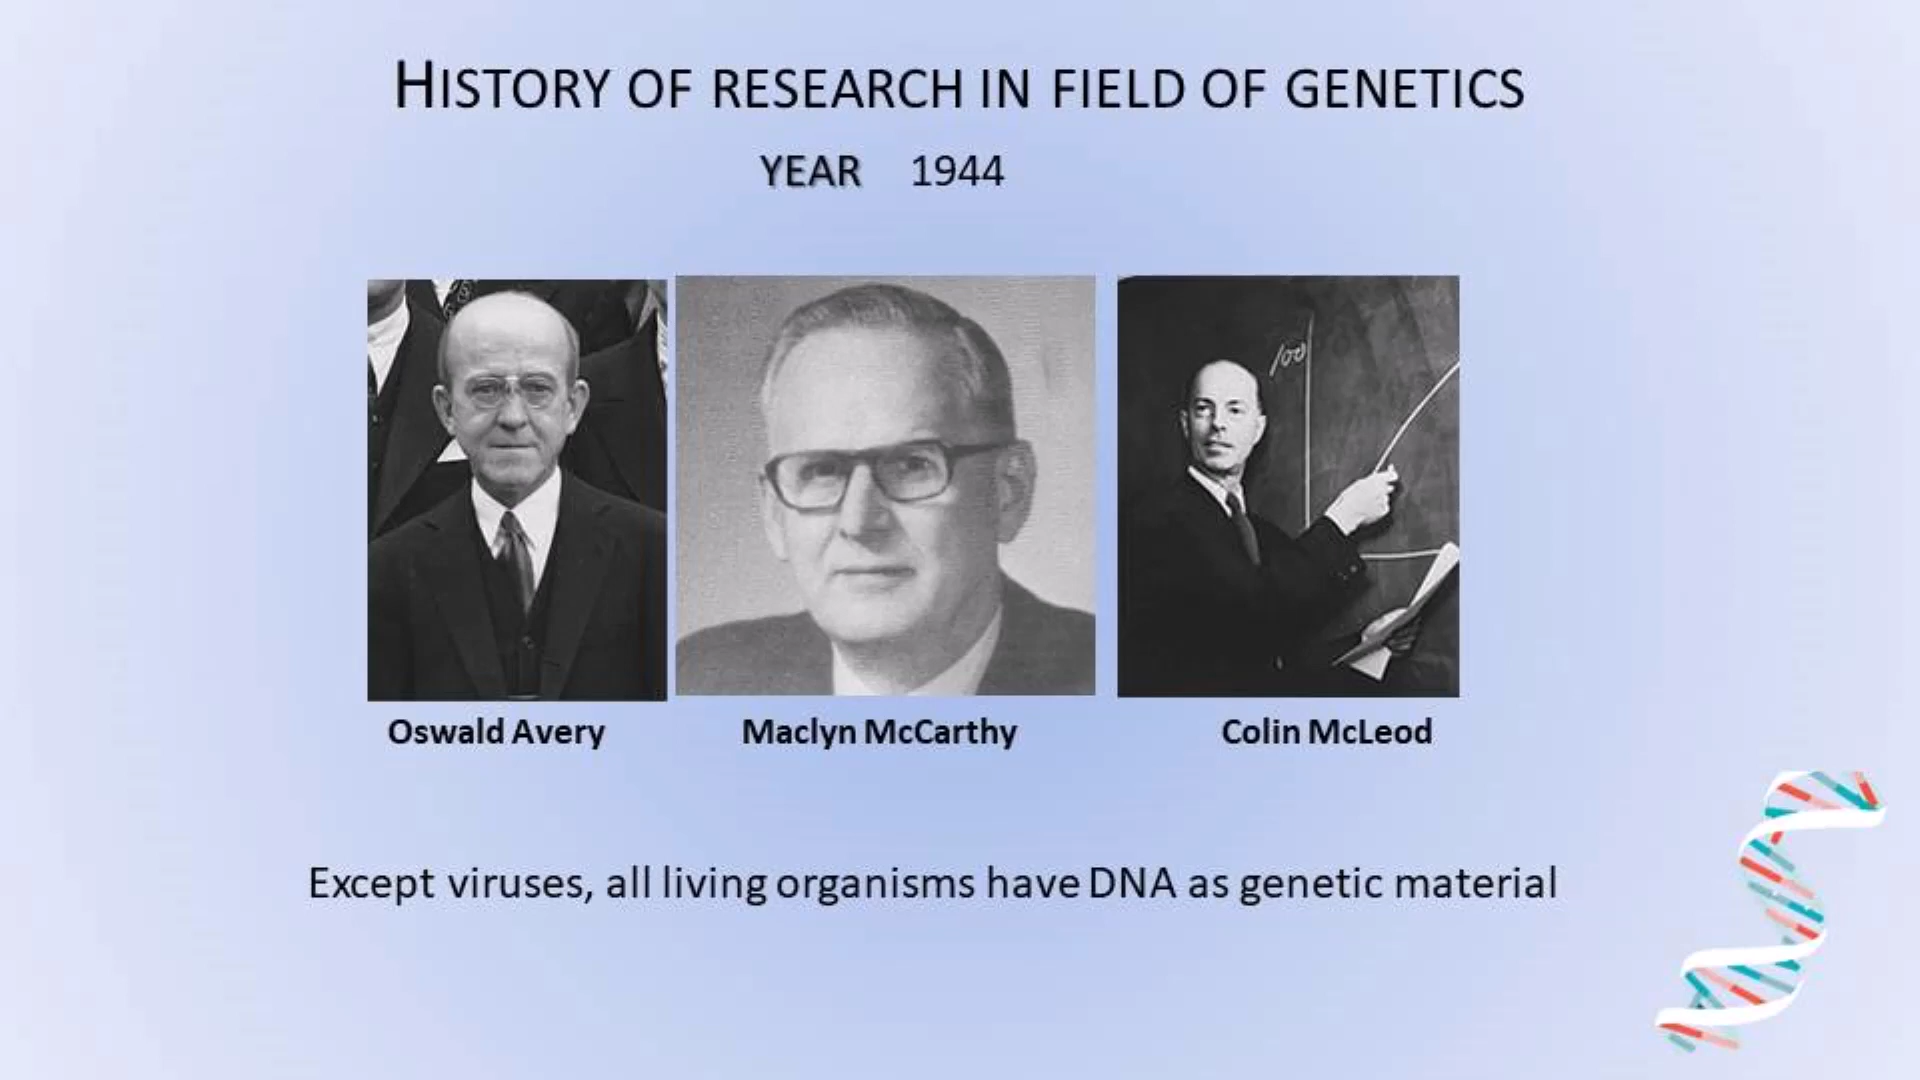 HISTORY OF RESEARCH IN FIELD OF GENETICS
YEAR 1944
100
Oswald Avery
Maclyn McCarthy
Colin McLeod
Except viruses, all living organisms have DNA as genetic material